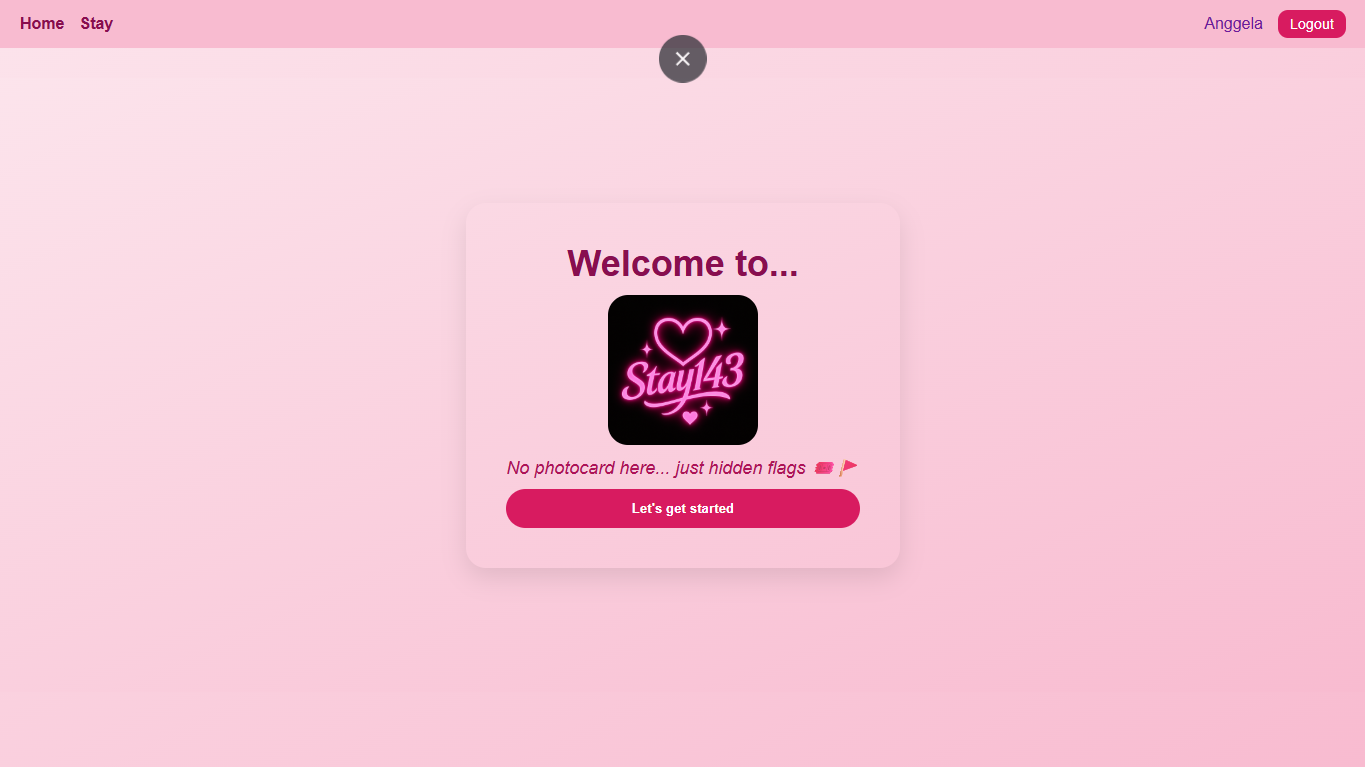 Home Stay Anggela Logout
Welcome to...
Stay143
No photocard here... just hidden flags 🎟️🚩
Let's get started